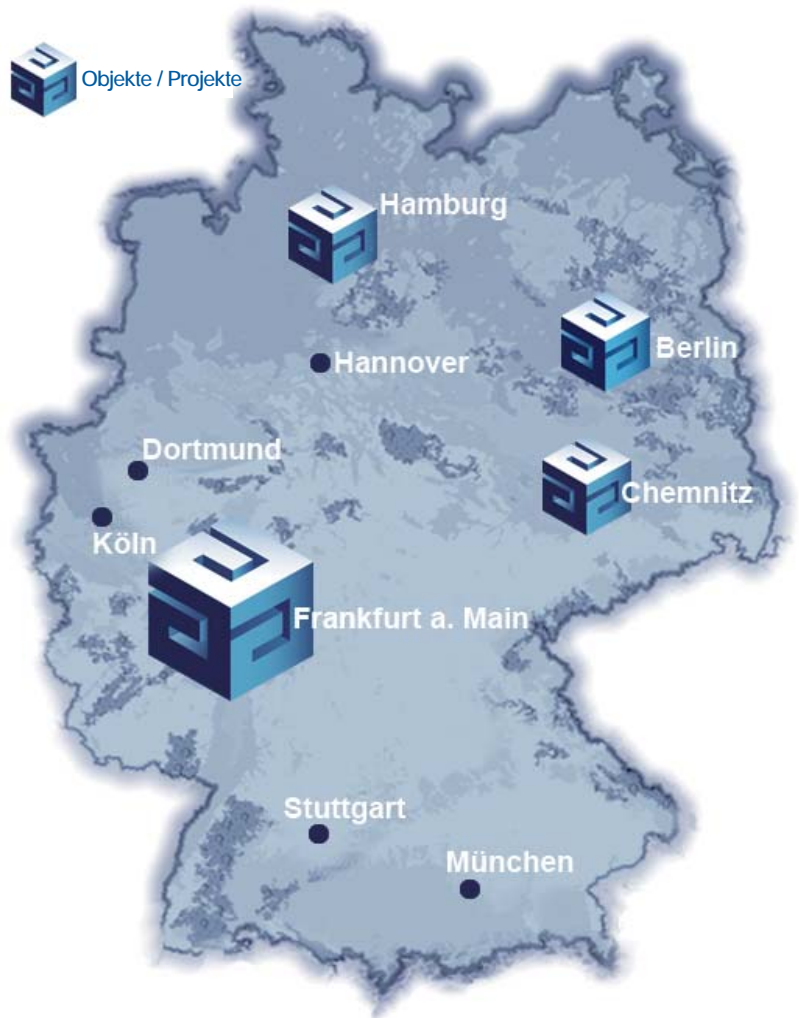 Objekte / Projekte
Hamburg
Berlin
Hannover
Dortmund
Chemnitz
Köln
Frankfurt a. Main
Stuttgart
München